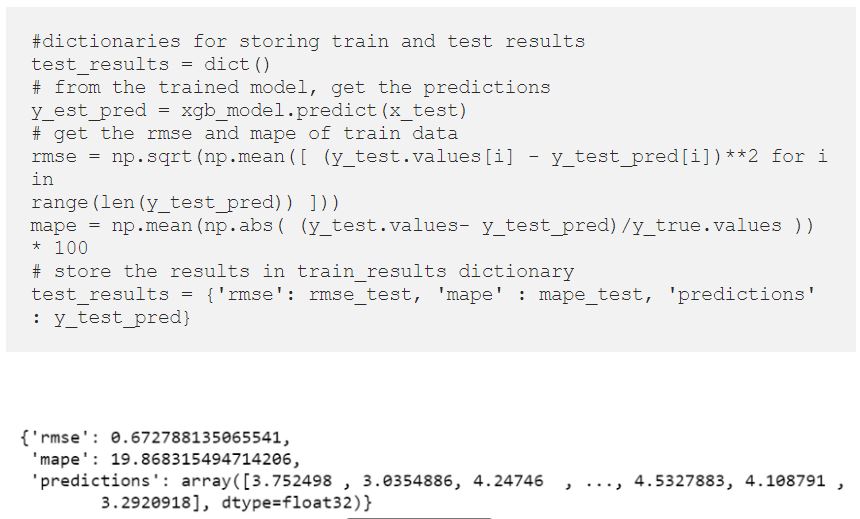 #dictionaries for storing train and test results
test_results = dict()
# from the trained model, get the predictions
y_est_pred = xgb_model.predict(x_test)
# get the rmse and mape of train data
rmse = np.sqrt(np.mean([ (y_test.values[i] - y_test_pred[i])**2 for i
in
range(len(y_test_pred)) ]))
mape = np.mean(np.abs( (y_test.values- y_test_pred)/y_true.values ))
* 100
# store the results in train_results dictionary
test_results = {'rmse': rmse_test, 'mape' : mape_test, 'predictions'
: y_test_pred}
{'rmse': 0.672788135065541,
'mape': 19.868315494714206,
'predictions': array([3.752498 , 3.0354886, 4.24746  , ..., 4.5327883, 4.108791 ,
3.2920918], dtype=float32)}